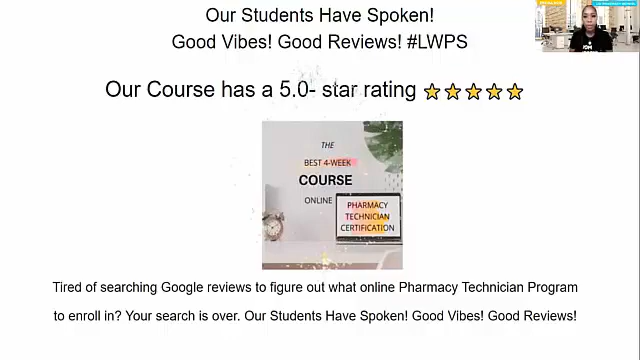 Our Students Have Spoken!
Good Vibes! Good Reviews! #LWPS
Our Course has a 5.0- star rating
THE
BEST 4-WEEK
COURSE
ONLINE
PHARMACY
TECHNICIAN
CERTIFICATION
Tired of searching Google reviews to figure out what online Pharmacy Technician Program
to enroll in? Your search is over. Our Students Have Spoken! Good Vibes! Good Reviews!